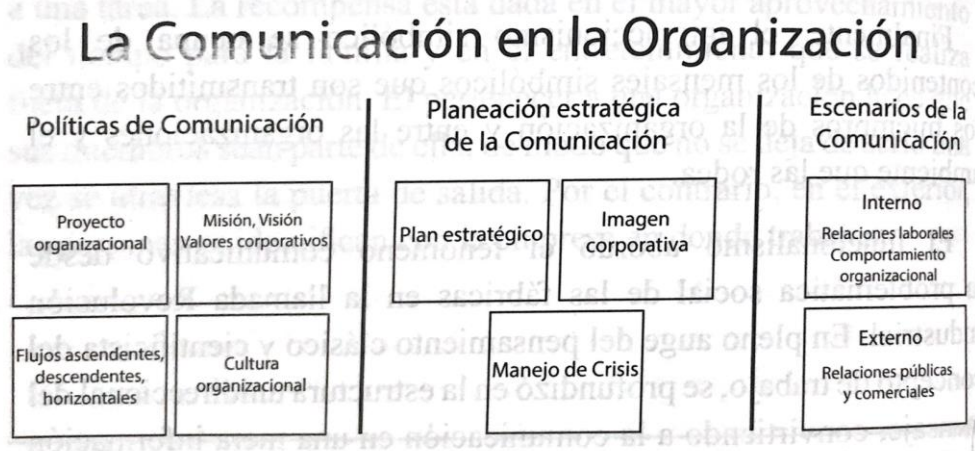 La Comunicación en la Organización
Políticas de Comunicación
Proyecto
organizacional
Misión, Visión
Valores corporativos
Flujos ascendentes,
descendentes,
horizontales
Cultura
organizacional
Planeación estratégica
de la Comunicación
Plan estratégico
Imagen
corporativa
Manejo de Crisis
Escenarios de la
Comunicación
Interno
Relaciones laborales
Comportamiento
organizacional
Externo
Relaciones públicas
y comerciales